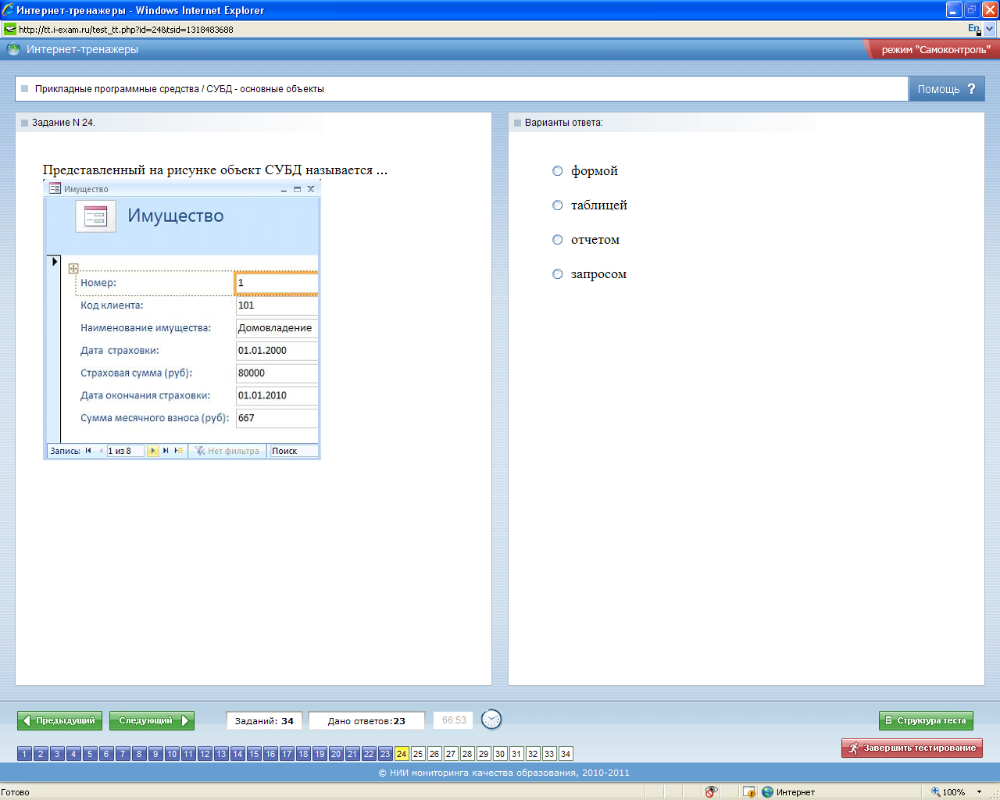 Интернет-тренажеры - Windows Internet Explorer
http://tt.i-exam.ru/test_tt.php?id=24&tsid=1318483688
En
Интернет-тренажеры
режим "Самоконтроль"
Прикладные программные средства / СУБД - основные объекты
Помощь ?
Задание N 24.
Представленный на рисунке объект СУБД называется ...
Имущество
Имущество
Номер: 1
Код клиента: 101
Наименование имущества: Домовладение
Дата страховки: 01.01.2000
Страховая сумма (руб): 80000
Дата окончания страховки: 01.01.2010
Сумма месячного взноса (руб): 667
Запись: 1 из 8 Нет фильтра Поиск
Варианты ответа:
формой
таблицей
отчетом
запросом
Предыдущий Следующий Заданий: 34 Дано ответов:23 66:53 Структура теста
1 2 3 4 5 6 7 8 9 10 11 12 13 14 15 16 17 18 19 20 21 22 23 24 25 26 27 28 29 30 31 32 33 34
Завершить тестирование
© НИИ мониторинга качества образования, 2010-2011
Готово Интернет 100%